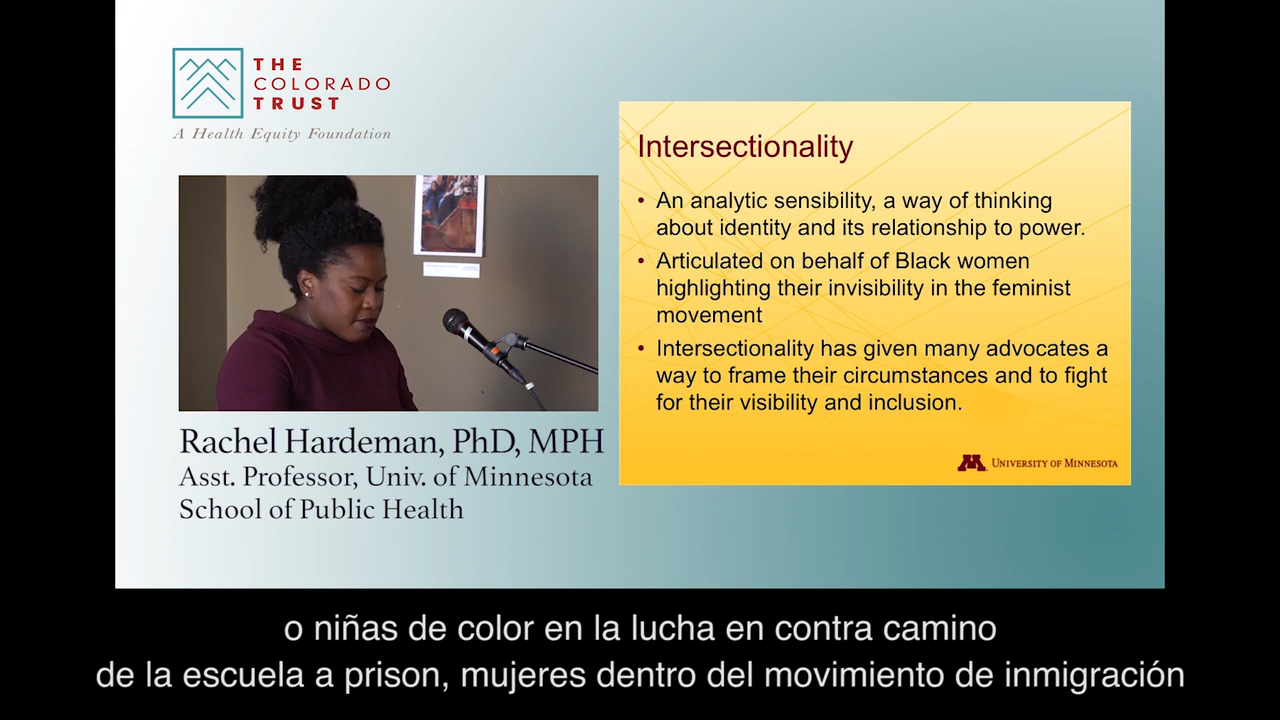 THE
COLORADO
TRUST
A Health Equity Foundation
Rachel Hardeman, PhD, MPH
Asst. Professor, Univ. of Minnesota
School of Public Health
Intersectionality
• An analytic sensibility, a way of thinking
about identity and its relationship to power.
• Articulated on behalf of Black women
highlighting their invisibility in the feminist
movement
• Intersectionality has given many advocates a
way to frame their circumstances and to fight
for their visibility and inclusion.
M UNIVERSITY OF MINNESOTA
o niñas de color en la lucha en contra camino
de la escuela a prison, mujeres dentro del movimiento de inmigración